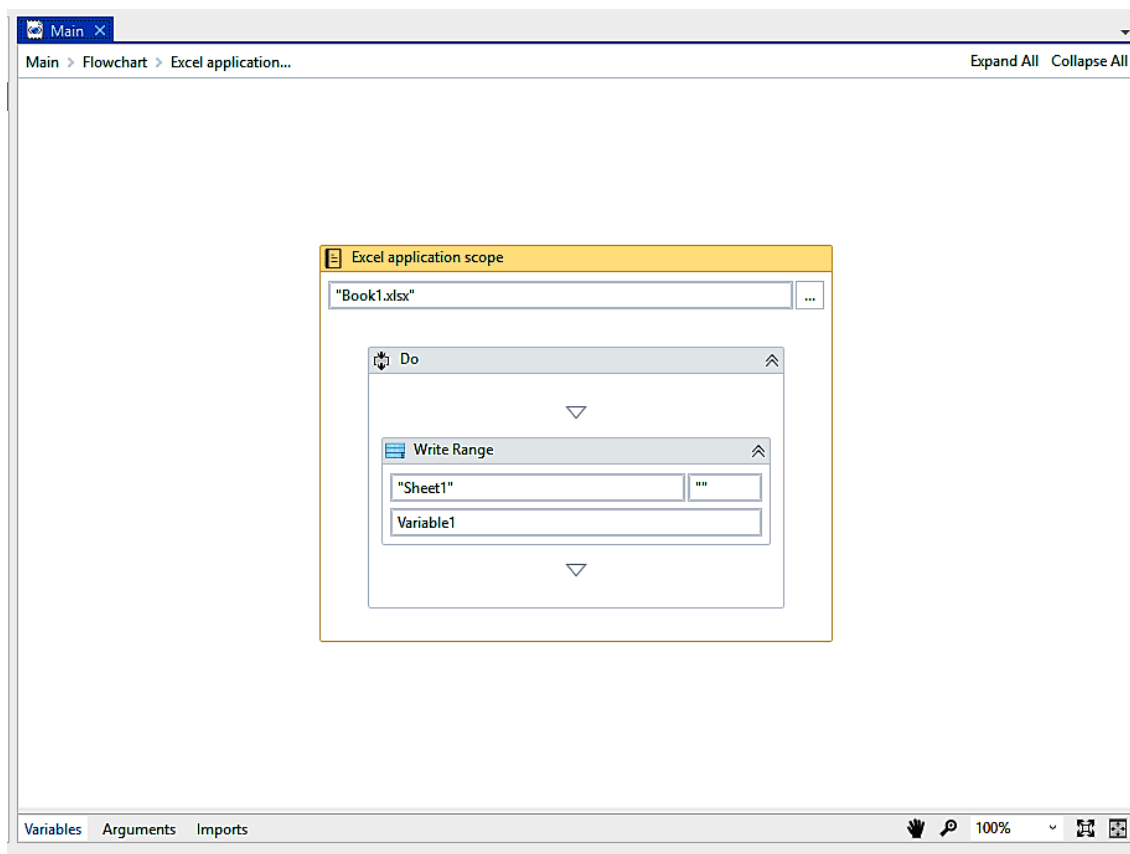 Main
Main > Flowchart > Excel application... Expand All Collapse All
Excel application scope
"Book1.xlsx" ...
Do
Write Range
"Sheet1" ""
Variable1
Variables Arguments Imports 100%